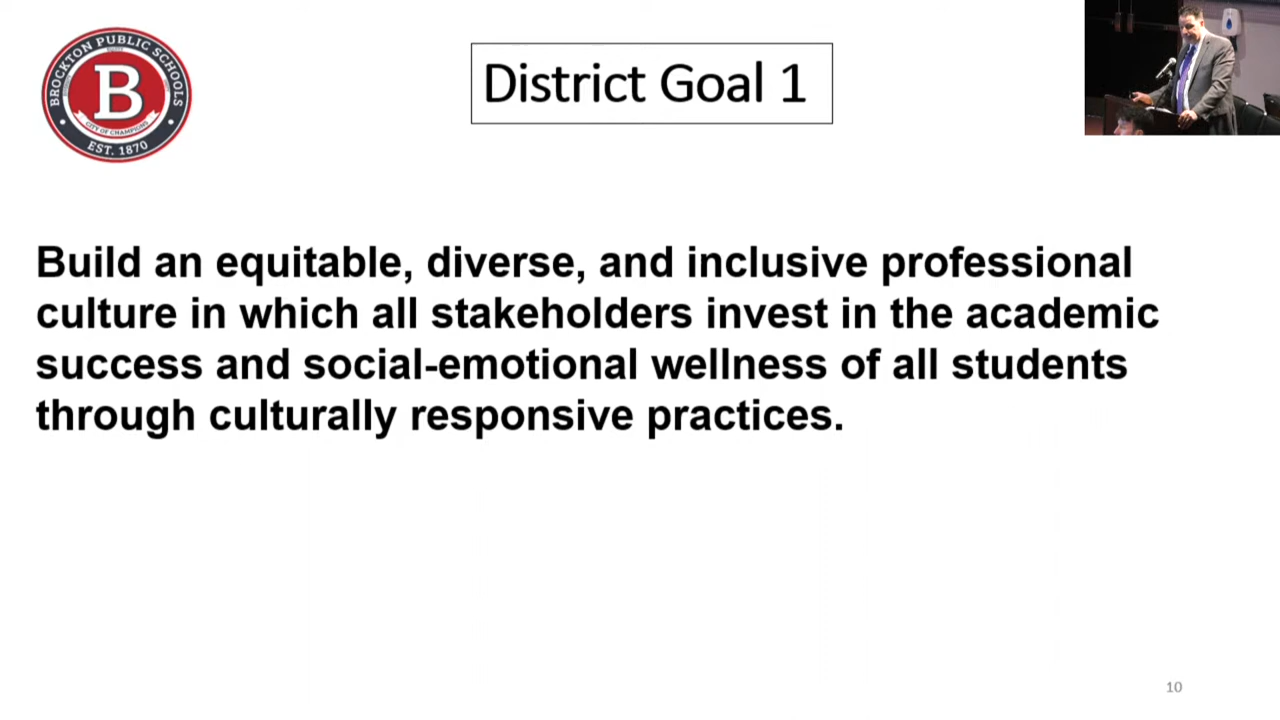 BROCKTON PUBLIC SCHOOLS
B
CITY OF CHAMPIONS
EST. 1870
District Goal 1
Build an equitable, diverse, and inclusive professional
culture in which all stakeholders invest in the academic
success and social-emotional wellness of all students
through culturally responsive practices.
10